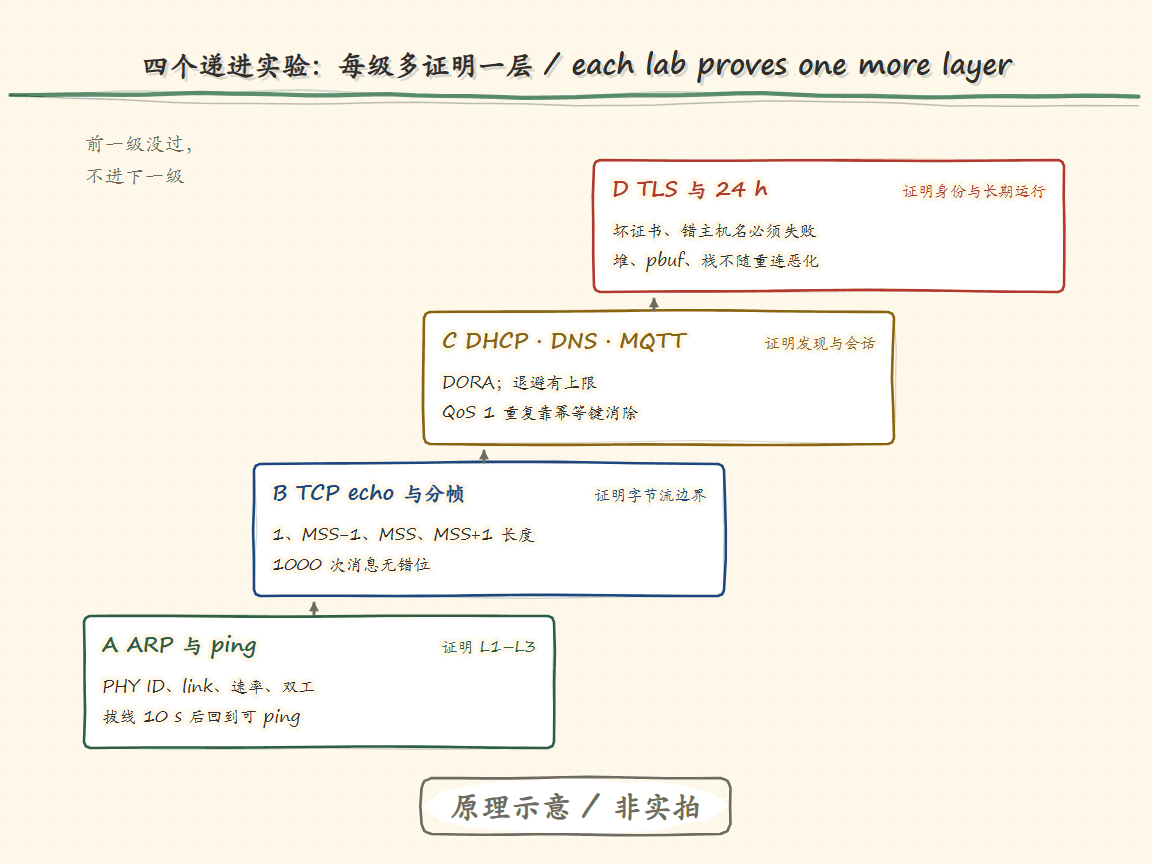 四个递进实验：每级多证明一层 / each lab proves one more layer
前一级没过，
不进下一级
D TLS 与 24 h
证明身份与长期运行
坏证书、错主机名必须失败
堆、pbuf、栈不随重连恶化
C DHCP · DNS · MQTT
证明发现与会话
DORA；退避有上限
QoS 1 重复靠幂等键消除
B TCP echo 与分帧
证明字节流边界
1、MSS−1、MSS、MSS+1 长度
1000 次消息无错位
A ARP 与 ping
证明 L1–L3
PHY ID、link、速率、双工
拔线 10 s 后回到可 ping
原理示意 / 非实拍